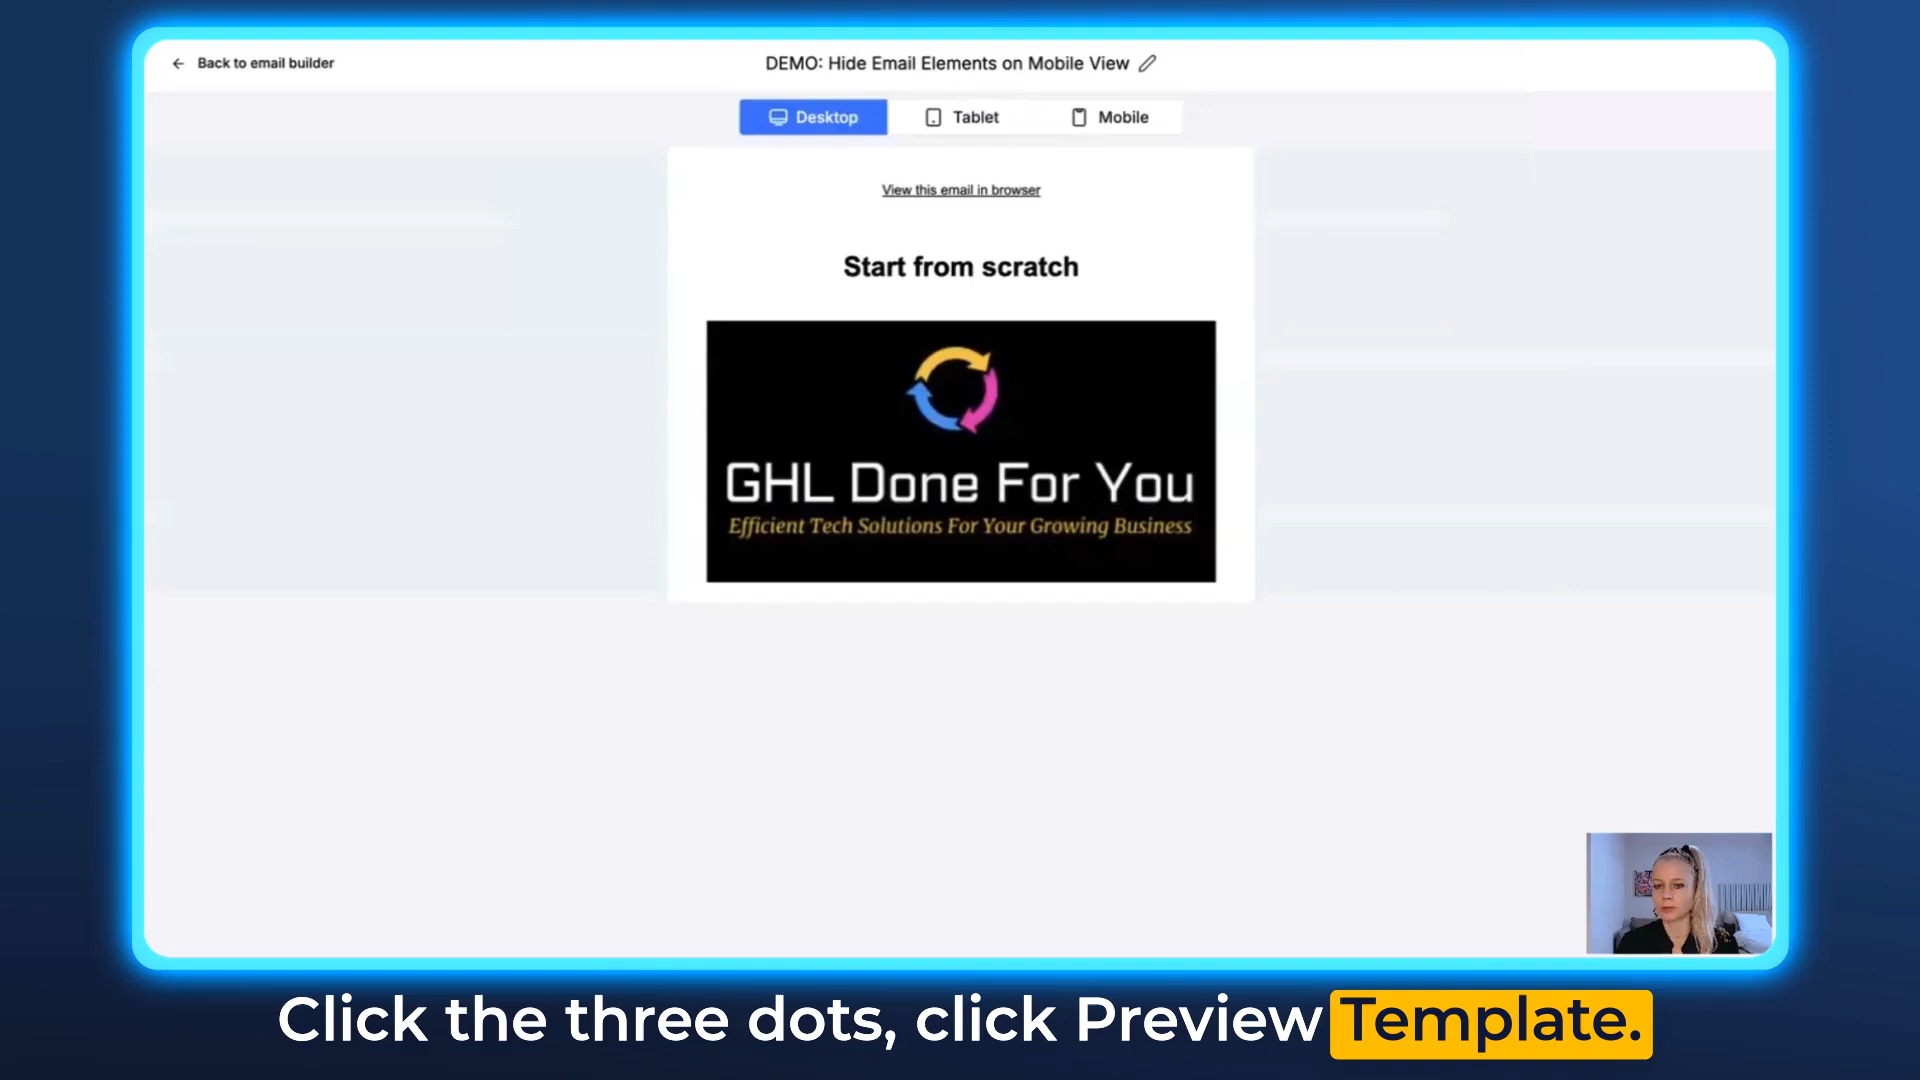 Back to email builder
DEMO: Hide Email Elements on Mobile View
Desktop
Tablet
Mobile
View this email in browser
Start from scratch
GHL Done For You
Efficient Tech Solutions For Your Growing Business
Click the three dots, click Preview Template.